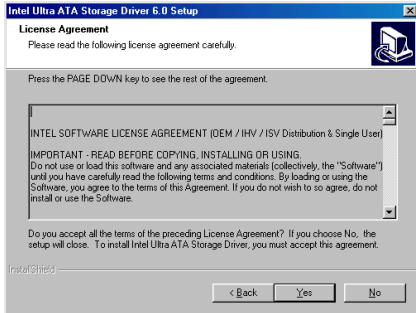 Intel Ultra ATA Storage Driver 6.0 Setup
License Agreement
Please read the following license agreement carefully.
Press the PAGE DOWN key to see the rest of the agreement.
INTEL SOFTWARE LICENSE AGREEMENT (OEM / IHV / ISV Distribution & Single User)
IMPORTANT - READ BEFORE COPYING, INSTALLING OR USING.
Do not use or load this software and any associated materials (collectively, the "Software")
until you have carefully read the following terms and conditions. By loading or using the
Software, you agree to the terms of this Agreement. If you do not wish to so agree, do not
install or use the Software.
Do you accept all the terms of the preceding License Agreement? If you choose No, the
setup will close. To install Intel Ultra ATA Storage Driver, you must accept this agreement.
InstallShield
< Back Yes No